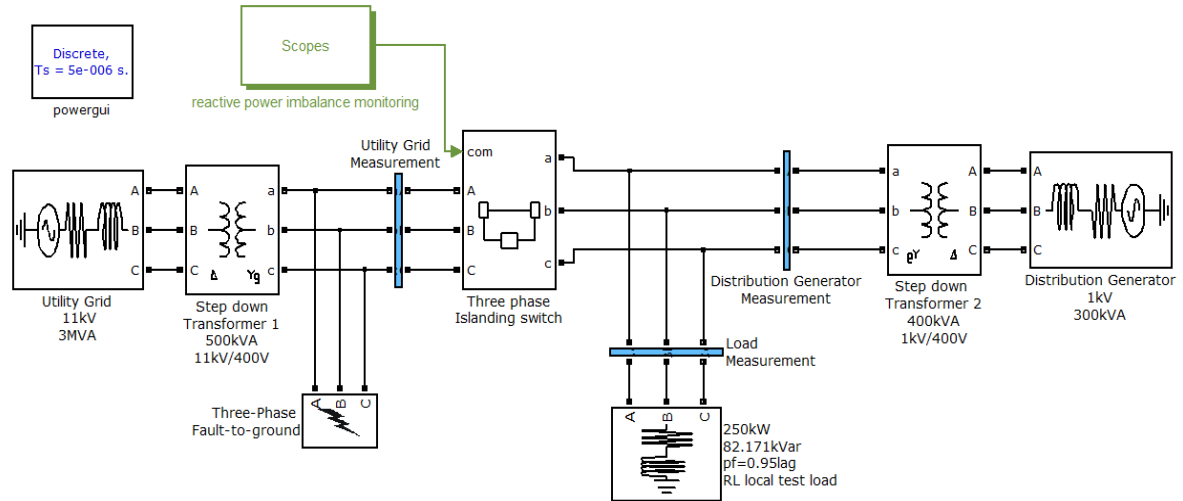 Discrete,
Ts = 5e-006 s.
powergui
Scopes
reactive power imbalance monitoring
Utility Grid
Measurement
com
A
B
C
A
B
C
a
b
c
A
B
C
a
b
c
a
b
c
A
B
C
A
B
C
Δ
Yg
Yg
Δ
Utility Grid
11kV
3MVA
Step down
Transformer 1
500kVA
11kV/400V
Three phase
Islanding switch
Distribution Generator
Measurement
Step down
Transformer 2
400kVA
1kV/400V
Distribution Generator
1kV
300kVA
Load
Measurement
A
B
C
Three-Phase
Fault-to-ground
A
B
C
250kW
82.171kVar
pf=0.95lag
RL local test load